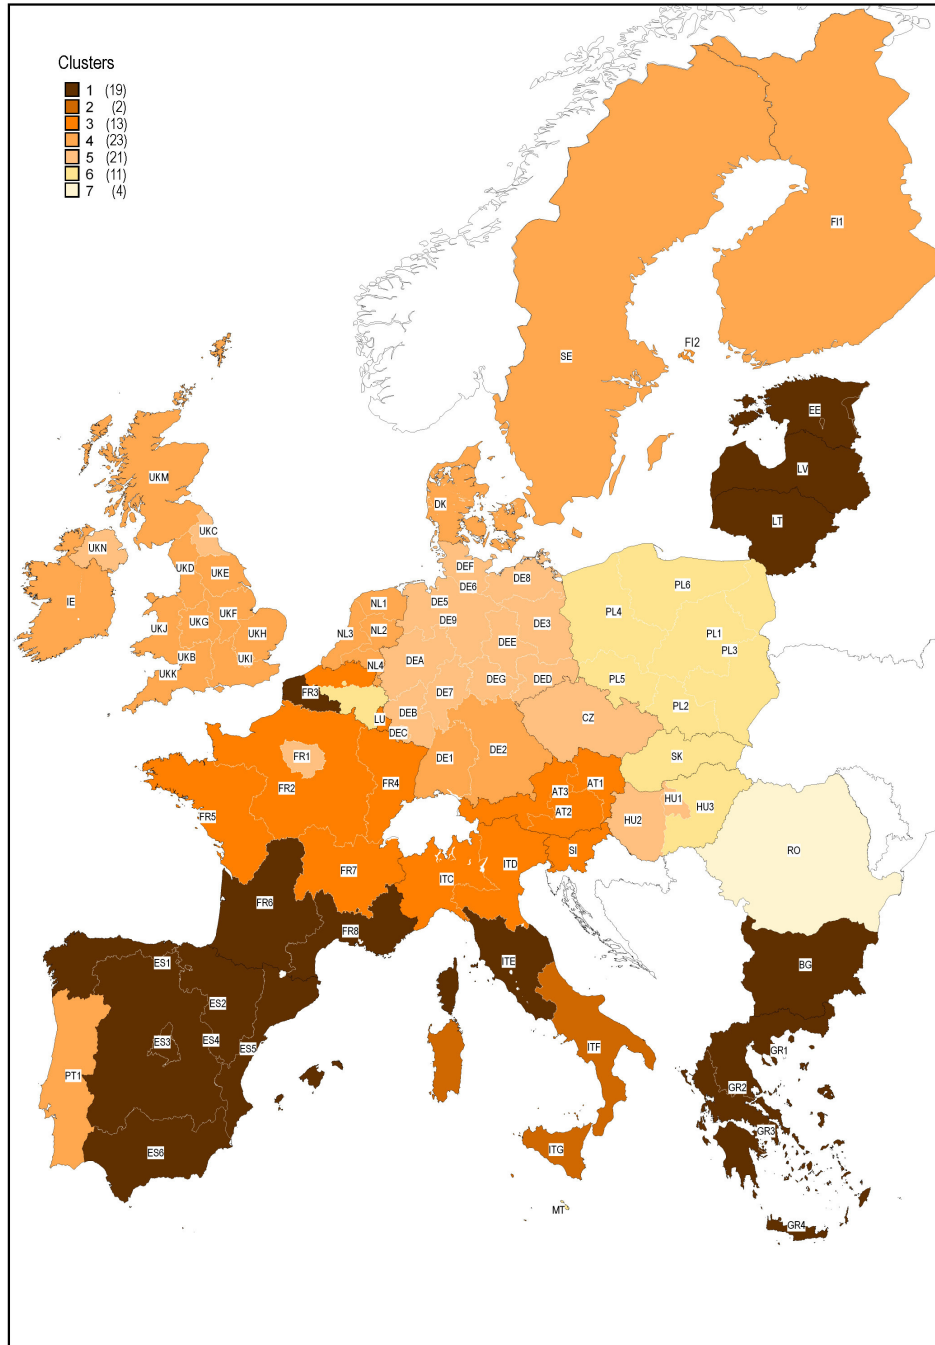 Clusters
1 (19)
2 (2)
3 (13)
4 (23)
5 (21)
6 (11)
7 (4)
FI1
FI2
SE
EE
LV
LT
UKM
DK
UKC
UKN
UKD
UKE
IE
UKJ
UKG
UKF
UKH
UKB
UKI
UKK
DEF
DE6
DE8
DE5
DE9
DE3
NL1
NL2
NL3
NL4
DEA
DEE
DE7
DEG
DED
DEB
DEC
DE1
DE2
PL6
PL4
PL1
PL3
PL5
PL2
CZ
SK
FR3
LU
FR1
FR2
FR4
FR5
FR7
FR6
FR8
AT3
AT1
AT2
HU1
HU2
HU3
SI
RO
BG
ITC
ITD
ITE
ITF
ITG
MT
ES1
ES2
ES3
ES4
ES5
ES6
PT1
GR1
GR2
GR3
GR4